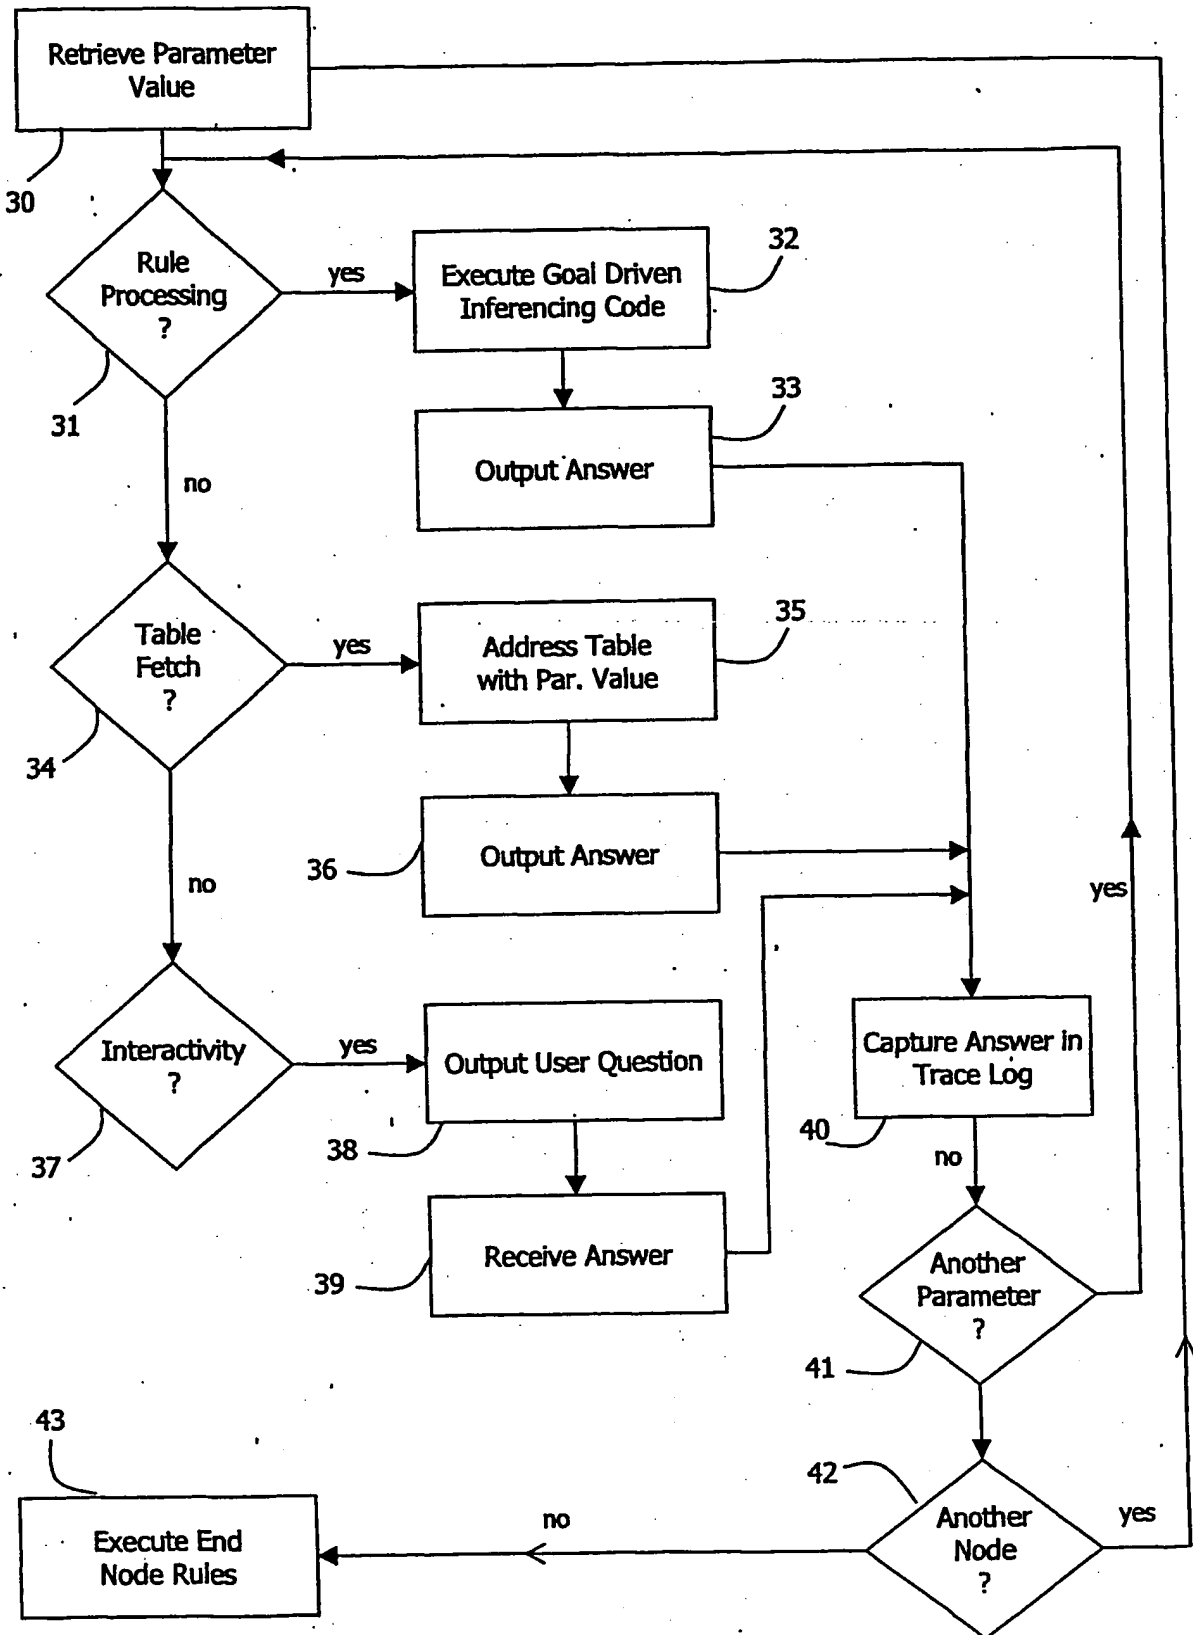 Retrieve Parameter
Value
30
Rule
Processing
?
31
yes
Execute Goal Driven
Inferencing Code
32
Output Answer
33
no
Table
Fetch
?
34
yes
Address Table
with Par. Value
35
Output Answer
36
no
Interactivity
?
37
yes
Output User Question
38
Receive Answer
39
Capture Answer in
Trace Log
40
no
Another
Parameter
?
41
yes
Another
Node
?
42
yes
no
Execute End
Node Rules
43